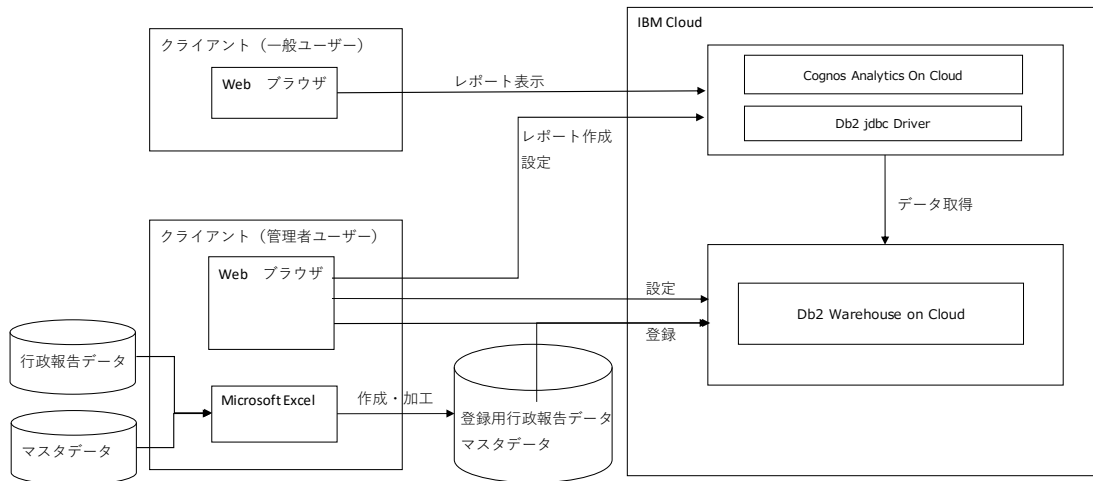 IBM Cloud
クライアント（一般ユーザー）
Web　ブラウザ
レポート表示
Cognos Analytics On Cloud
Db2 jdbc Driver
レポート作成
設定
データ取得
クライアント（管理者ユーザー）
Web　ブラウザ
設定
登録
Db2 Warehouse on Cloud
行政報告データ
マスタデータ
Microsoft Excel
作成・加工
登録用行政報告データ
マスタデータ